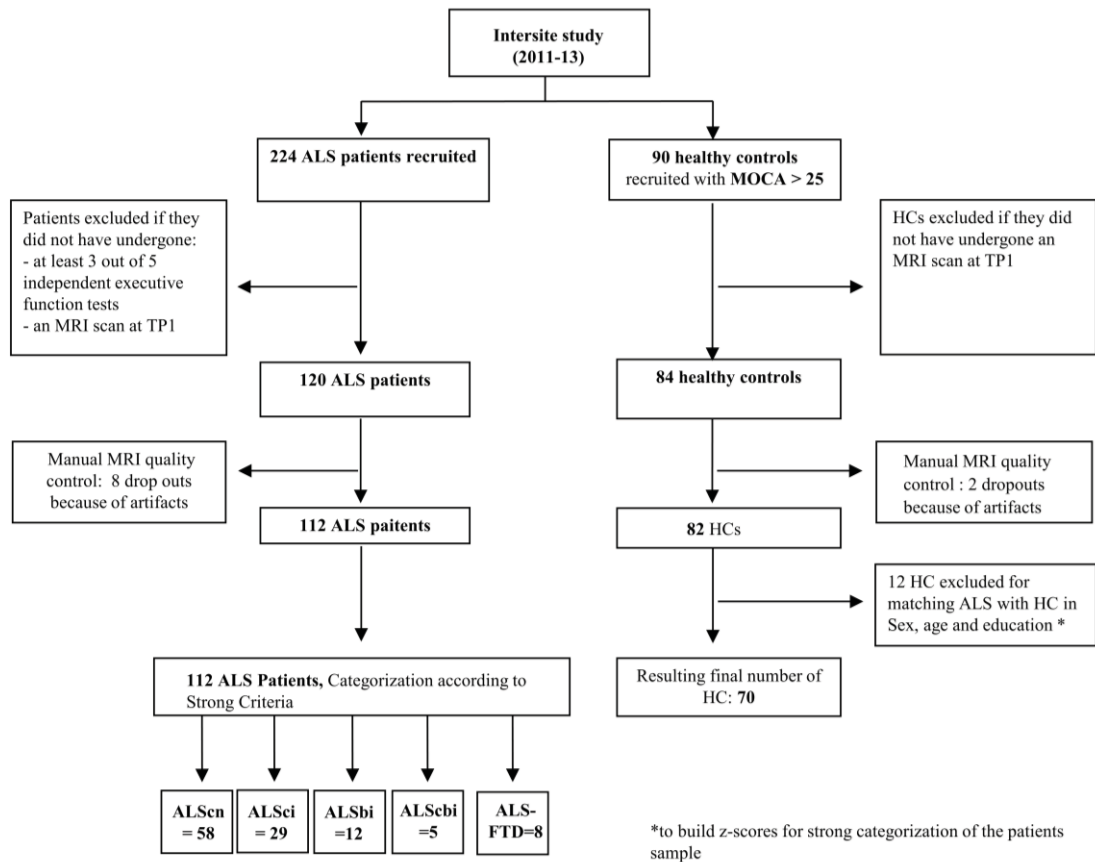 Intersite study
(2011-13)
224 ALS patients recruited
90 healthy controls
recruited with MOCA > 25
Patients excluded if they
did not have undergone:
- at least 3 out of 5
independent executive
function tests
- an MRI scan at TP1
HCs excluded if they did
not have undergone an
MRI scan at TP1
120 ALS patients
84 healthy controls
Manual MRI quality
control: 8 drop outs
because of artifacts
Manual MRI quality
control : 2 dropouts
because of artifacts
112 ALS paitents
82 HCs
12 HC excluded for
matching ALS with HC in
Sex, age and education *
112 ALS Patients, Categorization according to
Strong Criteria
Resulting final number of
HC: 70
ALScn
= 58
ALSci
= 29
ALSbi
=12
ALScbi
=5
ALS-
FTD=8
*to build z-scores for strong categorization of the patients
sample